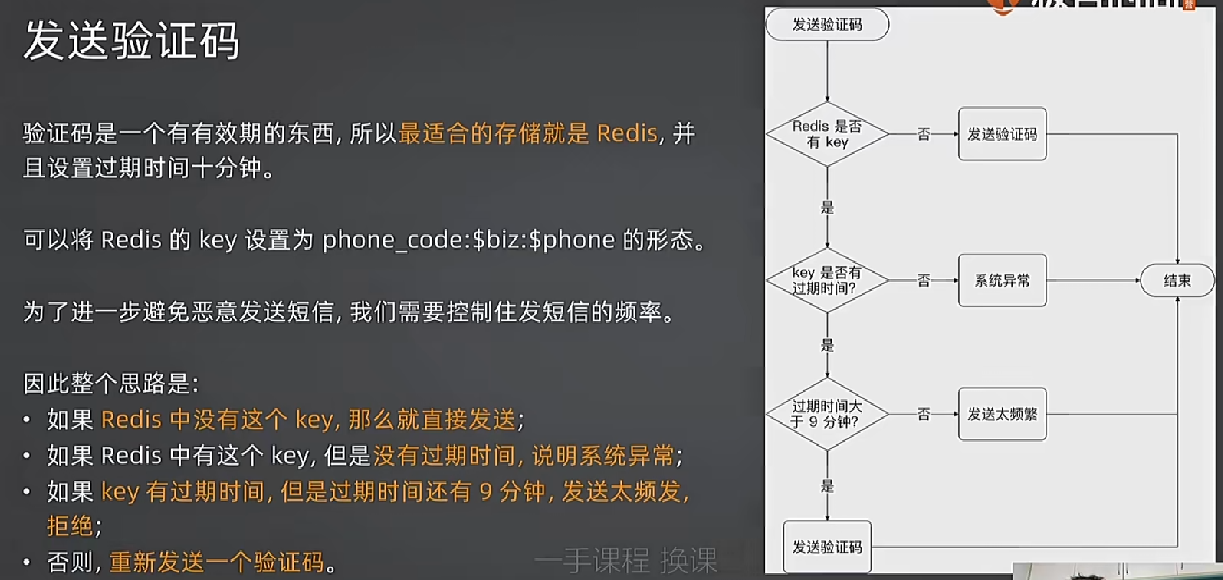 发送验证码
验证码是一个有有效期的东西, 所以最适合的存储就是 Redis, 并
且设置过期时间十分钟。
可以将 Redis 的 key 设置为 phone_code:$biz:$phone 的形态。
为了进一步避免恶意发送短信, 我们需要控制住发短信的频率。
因此整个思路是:
• 如果 Redis 中没有这个 key, 那么就直接发送;
• 如果 Redis 中有这个 key, 但是没有过期时间, 说明系统异常;
• 如果 key 有过期时间, 但是过期时间还有 9 分钟, 发送太频发,
拒绝;
• 否则, 重新发送一个验证码。
一手课程 换课
发送验证码
Redis 是否
有 key
否
发送验证码
是
key 是否有
过期时间?
否
系统异常
结束
是
过期时间大
于 9 分钟?
否
发送太频繁
是
发送验证码